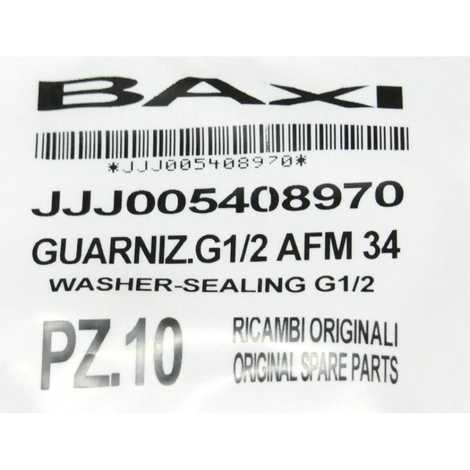 BAXI
*JJJ005408970*
JJJ005408970
GUARNIZ.G1/2 AFM 34
WASHER-SEALING G1/2
PZ.10
RICAMBI ORIGINALI
ORIGINAL SPARE PARTS